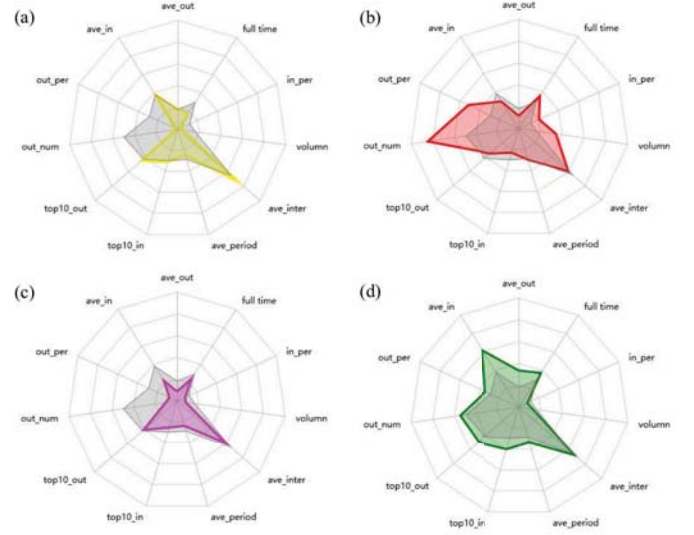 (a)
ave_out
ave_in
full time
out_per
in_per
out_num
volumn
top10_out
ave_inter
top10_in
ave_period
(b)
ave_out
ave_in
full time
out_per
in_per
out_num
volumn
top10_out
ave_inter
top10_in
ave_period
(c)
ave_out
ave_in
full time
out_per
in_per
out_num
volumn
top10_out
ave_inter
top10_in
ave_period
(d)
ave_out
ave_in
full time
out_per
in_per
out_num
volumn
top10_out
ave_inter
top10_in
ave_period